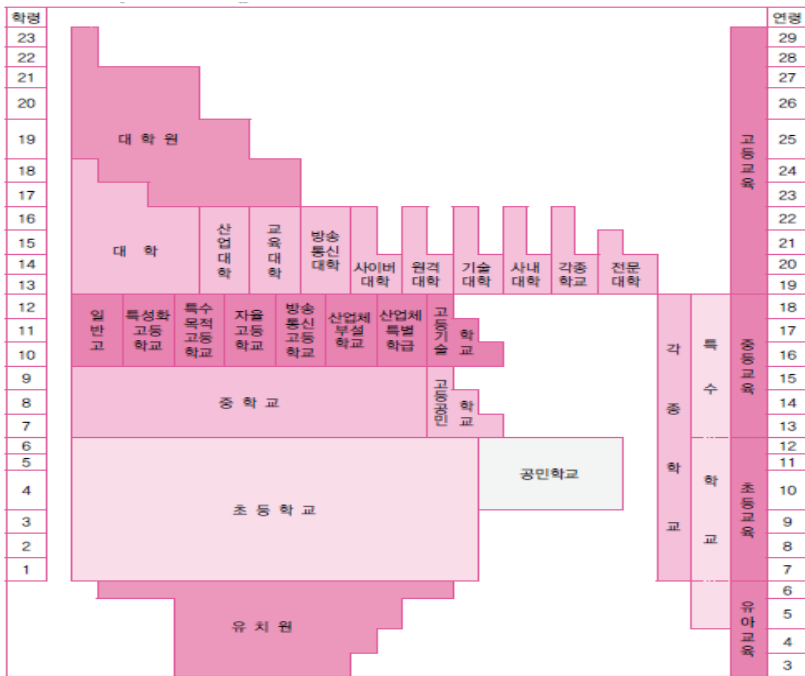 학령
연령
23
29
22
28
21
27
20
26
대 학 원
19
25
18
24
17
23
고등교육
16
22
15
21
14
20
13
19
대 학
산업대학
교육대학
방송
통신
대학
사이버
대학
원격
대학
기술
대학
사내
대학
각종
학교
전문
대학
12
18
11
17
10
16
일반고
특성화
고등
학교
특수
목적
고등
학교
자율
고등
학교
방송
통신
고등
학교
산업체
부설
학교
산업체
특별
학급
고등기술
학교
9
15
8
14
7
13
중 학 교
고등공민
학교
중등교육
각종학교
특수학교
6
12
5
11
4
10
3
9
2
8
1
7
초 등 학 교
공민학교
초등교육
6
5
4
3
유 치 원
유아교육